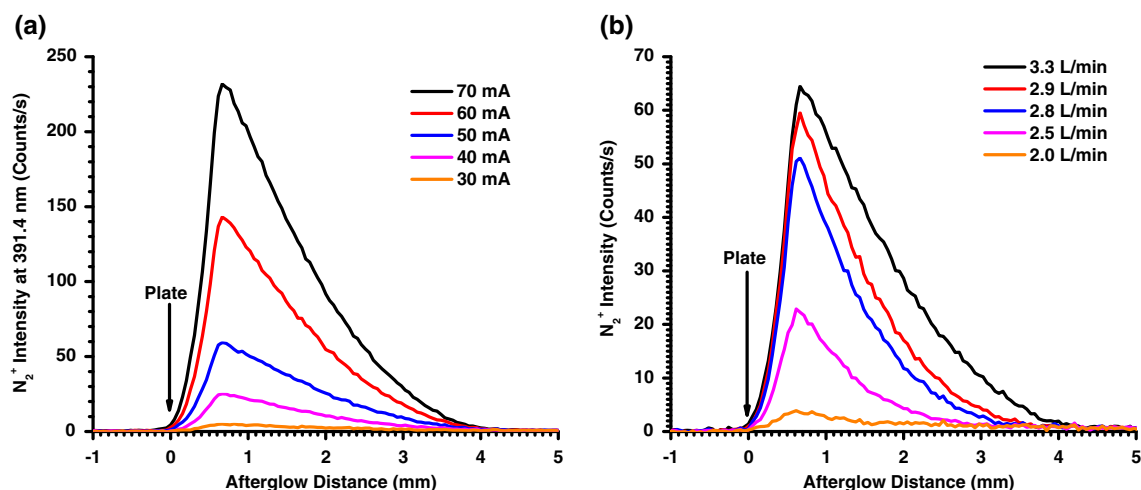 (a)
250
200
150
100
50
0
-1 0 1 2 3 4 5
N2+ Intensity at 391.4 nm (Counts/s)
Afterglow Distance (mm)
Plate
70 mA
60 mA
50 mA
40 mA
30 mA
(b)
70
60
50
40
30
20
10
0
-1 0 1 2 3 4 5
N2+ Intensity (Counts/s)
Afterglow Distance (mm)
Plate
3.3 L/min
2.9 L/min
2.8 L/min
2.5 L/min
2.0 L/min